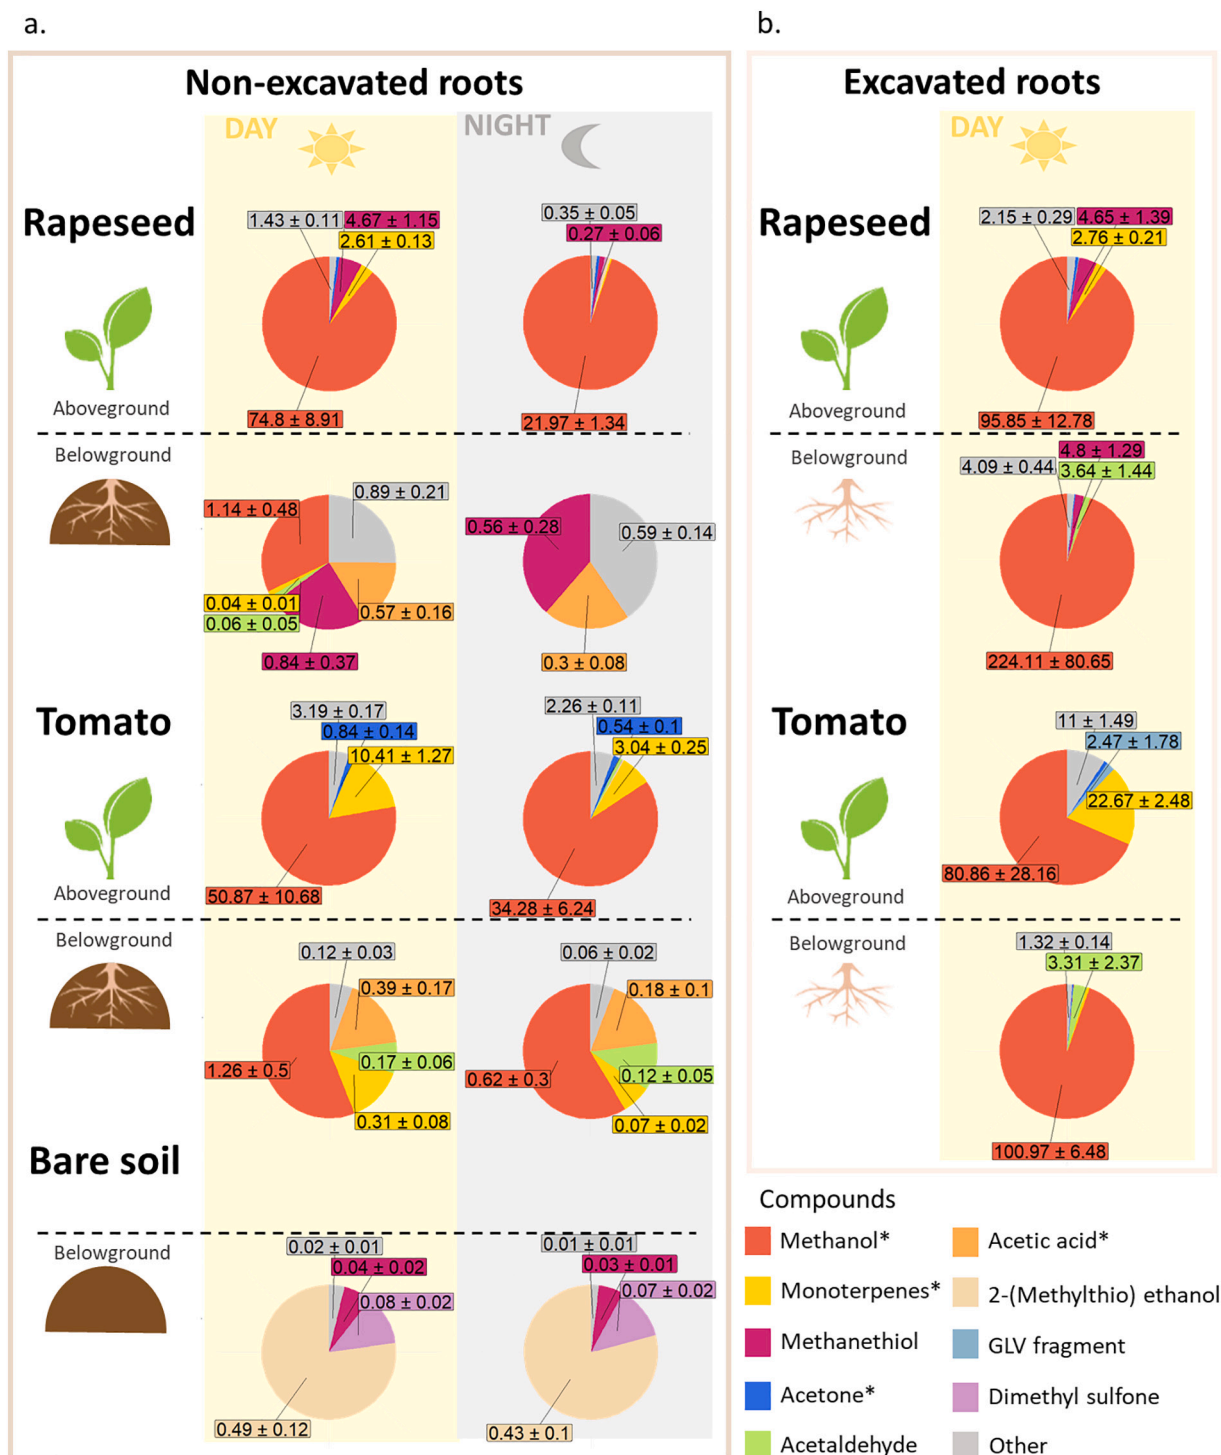 a.
Non-excavated roots
DAY
NIGHT
Rapeseed
1.43 ± 0.11
4.67 ± 1.15
2.61 ± 0.13
0.35 ± 0.05
0.27 ± 0.06
Aboveground
74.8 ± 8.91
21.97 ± 1.34
Belowground
1.14 ± 0.48
0.89 ± 0.21
0.04 ± 0.01
0.06 ± 0.05
0.57 ± 0.16
0.84 ± 0.37
0.56 ± 0.28
0.59 ± 0.14
0.3 ± 0.08
Tomato
3.19 ± 0.17
0.84 ± 0.14
10.41 ± 1.27
2.26 ± 0.11
0.54 ± 0.1
3.04 ± 0.25
Aboveground
50.87 ± 10.68
34.28 ± 6.24
Belowground
0.12 ± 0.03
0.39 ± 0.17
0.17 ± 0.06
1.26 ± 0.5
0.31 ± 0.08
0.06 ± 0.02
0.18 ± 0.1
0.62 ± 0.3
0.12 ± 0.05
0.07 ± 0.02
Bare soil
Belowground
0.02 ± 0.01
0.04 ± 0.02
0.08 ± 0.02
0.49 ± 0.12
0.01 ± 0.01
0.03 ± 0.01
0.07 ± 0.02
0.43 ± 0.1
b.
Excavated roots
DAY
Rapeseed
2.15 ± 0.29
4.65 ± 1.39
2.76 ± 0.21
Aboveground
95.85 ± 12.78
Belowground
4.09 ± 0.44
4.8 ± 1.29
3.64 ± 1.44
224.11 ± 80.65
Tomato
11 ± 1.49
2.47 ± 1.78
22.67 ± 2.48
80.86 ± 28.16
Aboveground
Belowground
1.32 ± 0.14
3.31 ± 2.37
100.97 ± 6.48
Compounds
Methanol*
Monoterpenes*
Methanethiol
Acetone*
Acetaldehyde
Acetic acid*
2-(Methylthio) ethanol
GLV fragment
Dimethyl sulfone
Other